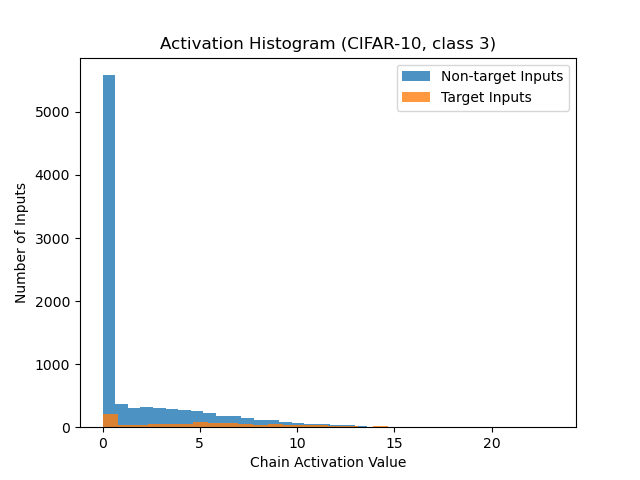 Activation Histogram (CIFAR-10, class 3)
Non-target Inputs
Target Inputs
Number of Inputs
5000
4000
3000
2000
1000
0
0 5 10 15 20
Chain Activation Value